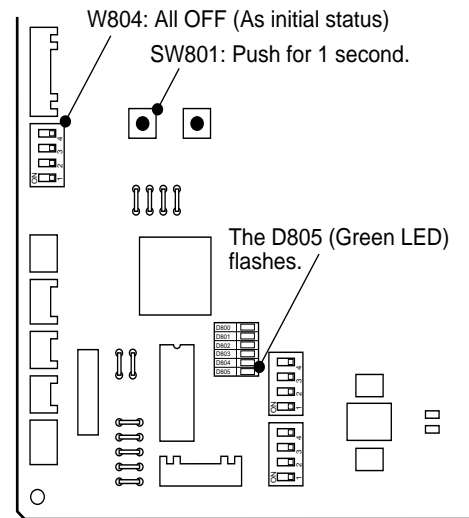 W804: All OFF (As initial status)
SW801: Push for 1 second.
4
3
2
1
ON
The D805 (Green LED)
flashes.
D800
D801
D802
D803
D804
D805
4
3
2
1
ON
4
3
2
1
ON